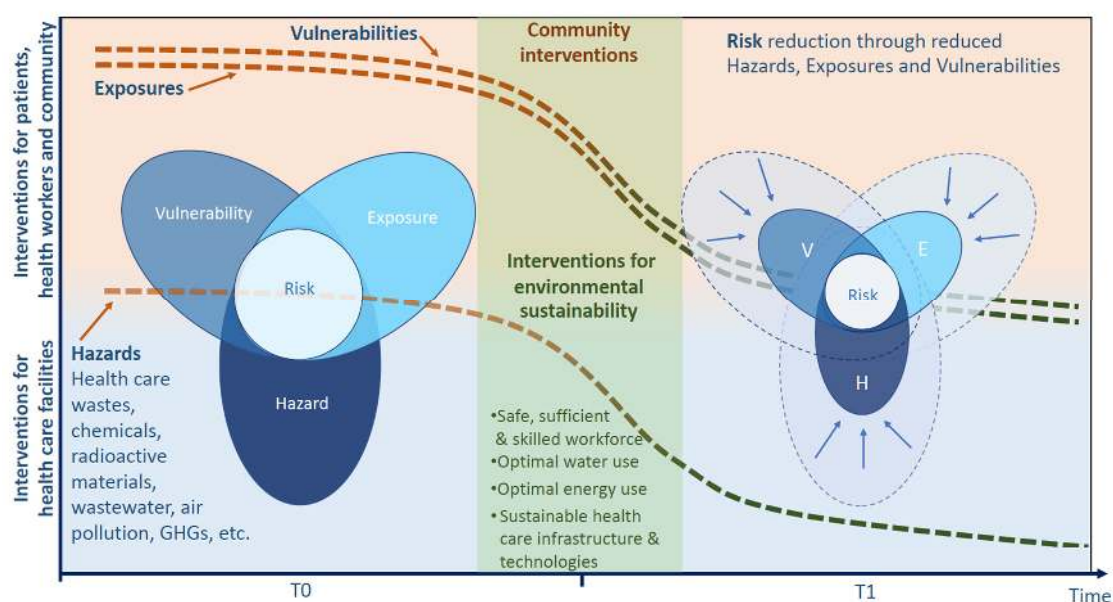 Interventions for patients,
health workers and community
Interventions for
health care facilities
Vulnerabilities
Exposures
Community
interventions
Risk reduction through reduced
Hazards, Exposures and Vulnerabilities
Vulnerability
Exposure
Risk
Hazard
Hazards
Health care
wastes,
chemicals,
radioactive
materials,
wastewater, air
pollution, GHGs, etc.
Interventions for
environmental
sustainability
•Safe, sufficient
& skilled workforce
•Optimal water use
•Optimal energy use
•Sustainable health
care infrastructure &
technologies
V
E
Risk
H
T0
T1
Time